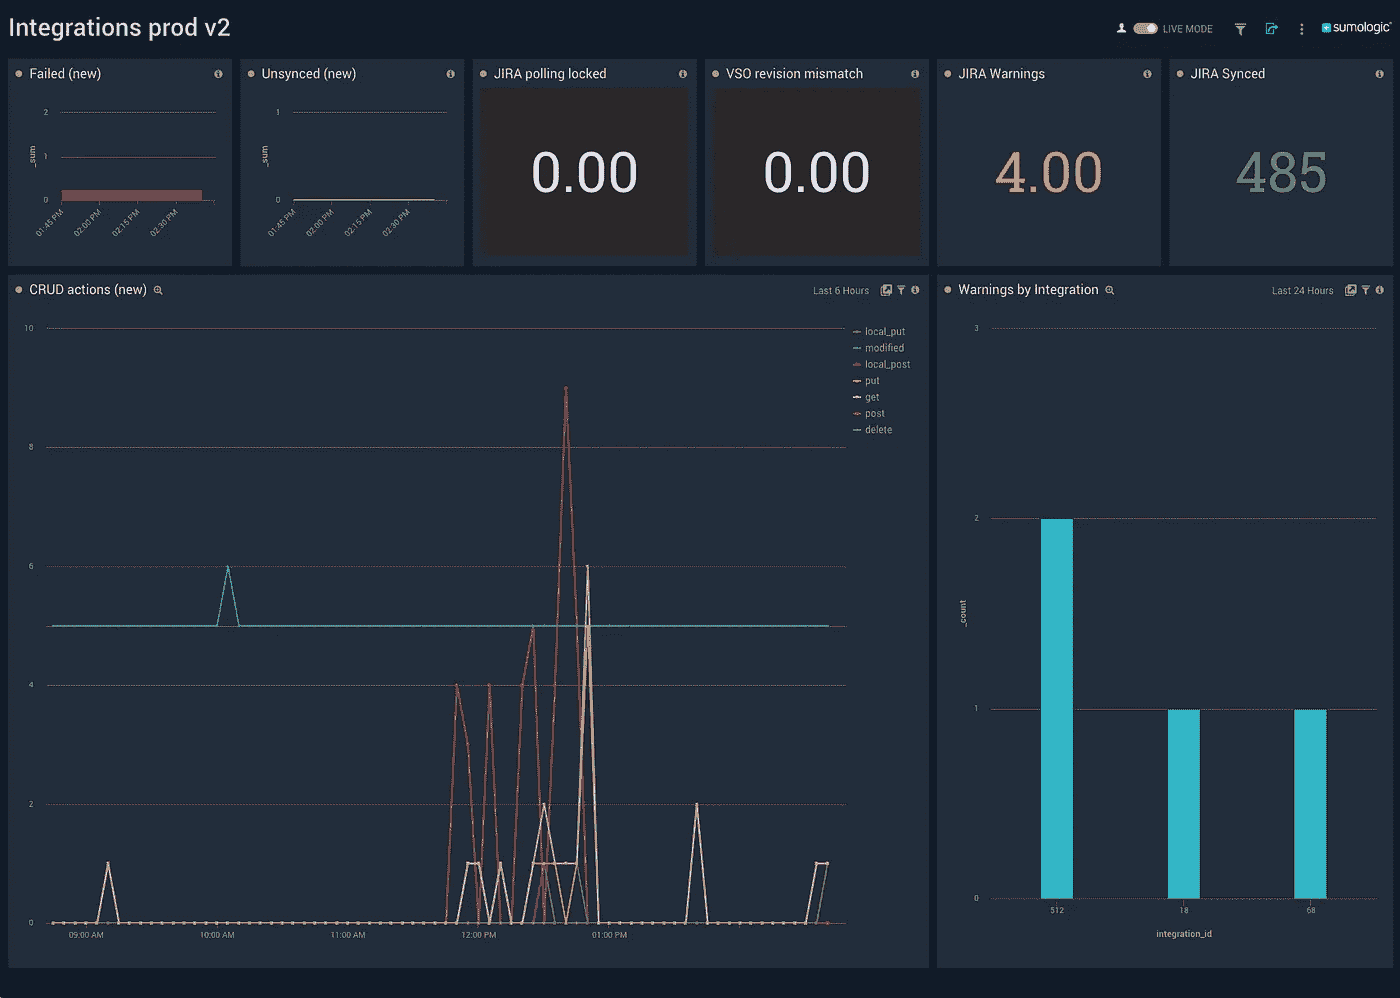 Integrations prod v2
LIVE MODE
sumologic
Failed (new)
2
_sum
1
0
01:45 PM
02:00 PM
02:15 PM
02:30 PM
Unsynced (new)
1
_sum
0
01:45 PM
02:00 PM
02:15 PM
02:30 PM
JIRA polling locked
0.00
VSO revision mismatch
0.00
JIRA Warnings
4.00
JIRA Synced
485
CRUD actions (new)
Last 6 Hours
10
8
6
4
2
0
09:00 AM
10:00 AM
11:00 AM
12:00 PM
01:00 PM
local_put
modified
local_post
put
get
post
delete
Warnings by Integration
Last 24 Hours
3
2
_count
1
0
512
18
68
integration_id